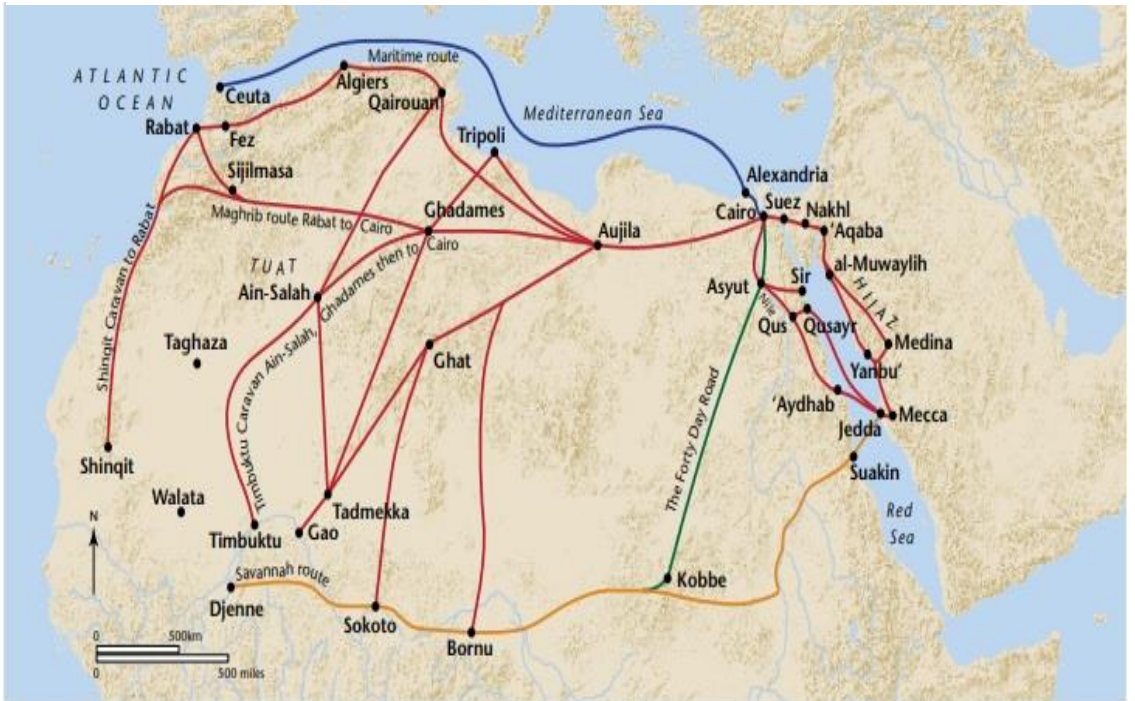 Maritime route
ATLANTIC
OCEAN
Algiers
Ceuta
Qairouan
Mediterranean Sea
Rabat
Fez
Tripoli
Sijilmasa
Alexandria
Cairo
Suez
Nakhl
'Aqaba
Maghrib route Rabat to Cairo
Ghadames
Aujila
Shinqit Caravan to Rabat
TUAT
Ain-Salah
Timbuktu Caravan Ain-Salah, Ghadames then to Cairo
al-Muwaylih
HIJAZ
Asyut
Sir
Nile
Qus
Qusayr
Medina
Yanbu'
Taghaza
Ghat
The Forty Day Road
'Aydhab
Jedda
Mecca
Shinqit
Suakin
Walata
Tadmekka
Red
Sea
N
Timbuktu
Gao
Savannah route
Djenne
Kobbe
Sokoto
Bornu
0
500km
0
500 miles